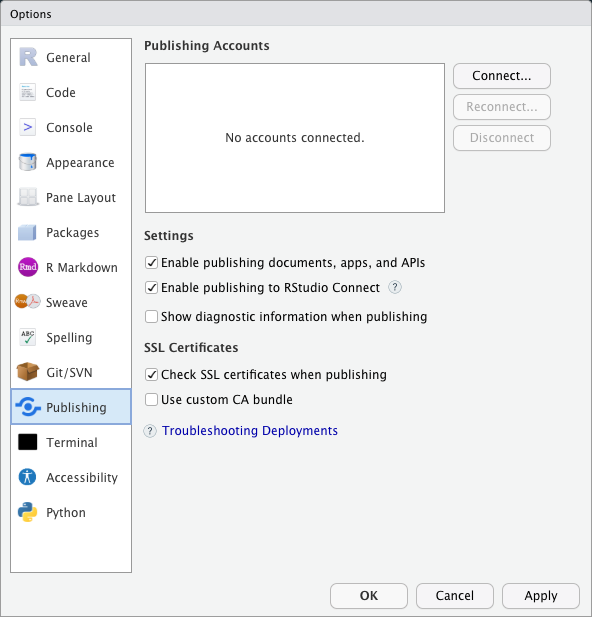 Options
General
Code
Console
Appearance
Pane Layout
Packages
R Markdown
Sweave
Spelling
Git/SVN
Publishing
Terminal
Accessibility
Python
Publishing Accounts
No accounts connected.
Connect...
Reconnect...
Disconnect
Settings
Enable publishing documents, apps, and APIs
Enable publishing to RStudio Connect ?
Show diagnostic information when publishing
SSL Certificates
Check SSL certificates when publishing
Use custom CA bundle
? Troubleshooting Deployments
OK
Cancel
Apply